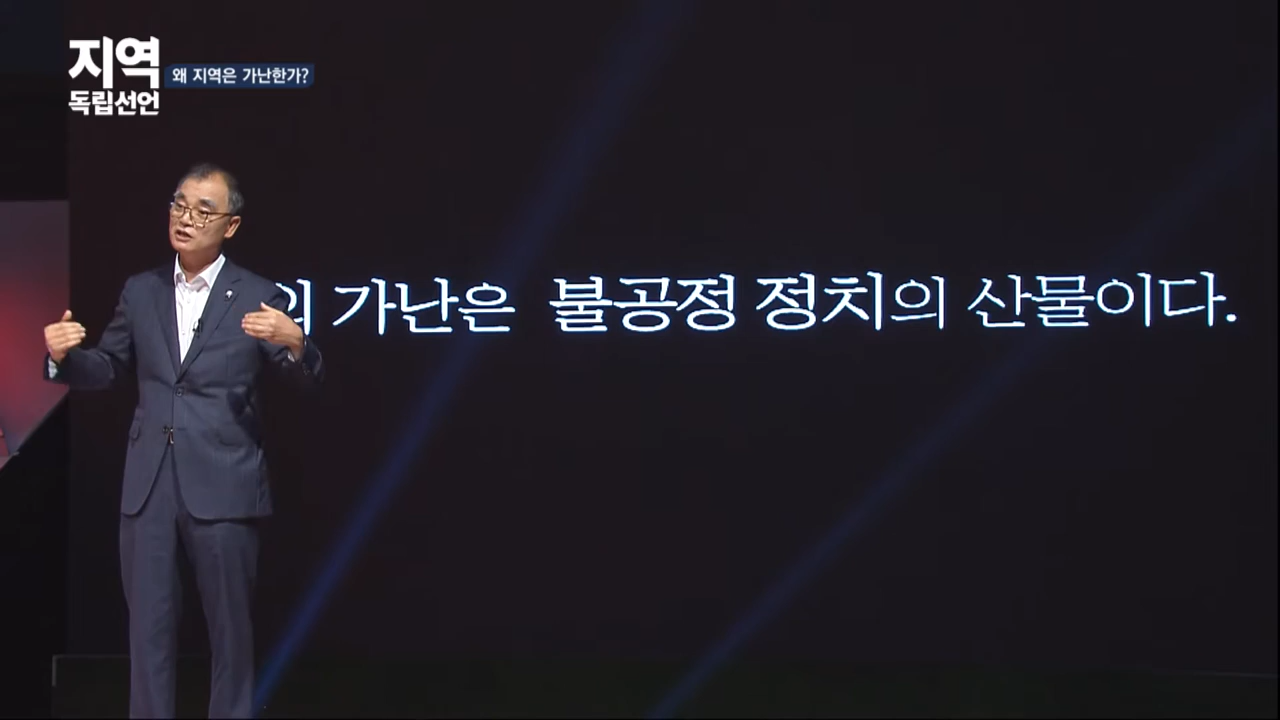 지역
독립선언
왜 지역은 가난한가?
의 가난은 불공정 정치의 산물이다.